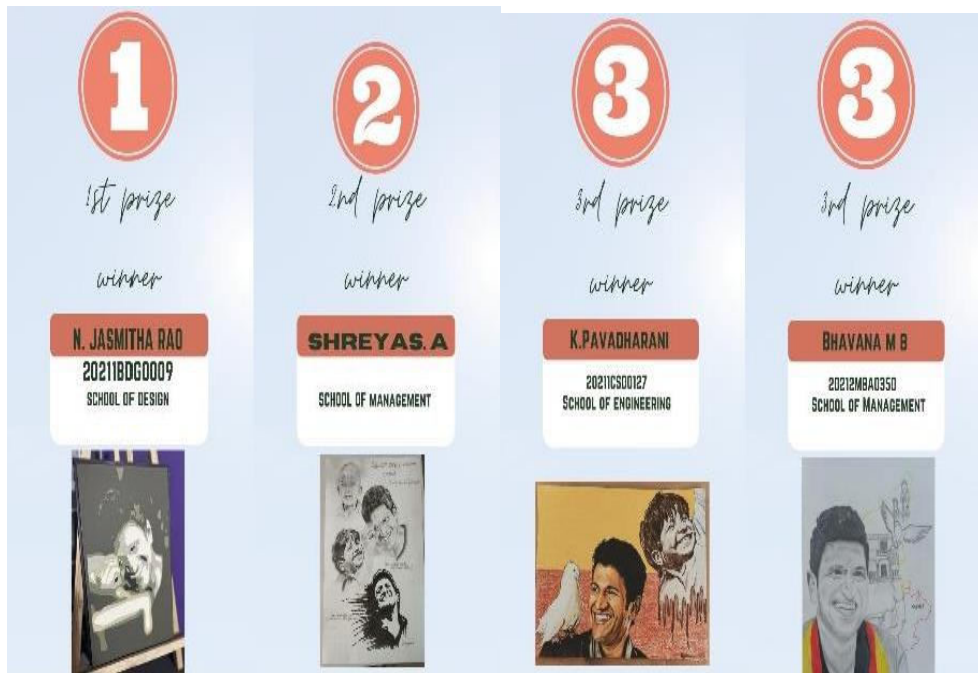 1
1st prize
winner
N. JASMITHA RAO
20211BDG0009
SCHOOL OF DESIGN
2
2nd prize
winner
SHREYAS. A
SCHOOL OF MANAGEMENT
3
3rd prize
winner
K.PAVADHARANI
20211CSD0127
SCHOOL OF ENGINEERING
3
3rd prize
winner
BHAVANA M B
20212MBA0350
SCHOOL OF MANAGEMENT